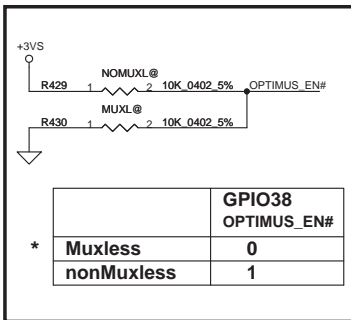 +3VS
NOMUXL@
R429 1 2 10K_0402_5% OPTIMUS_EN#
MUXL@
R430 1 2 10K_0402_5%
GPIO38
OPTIMUS_EN#
* Muxless 0
nonMuxless 1